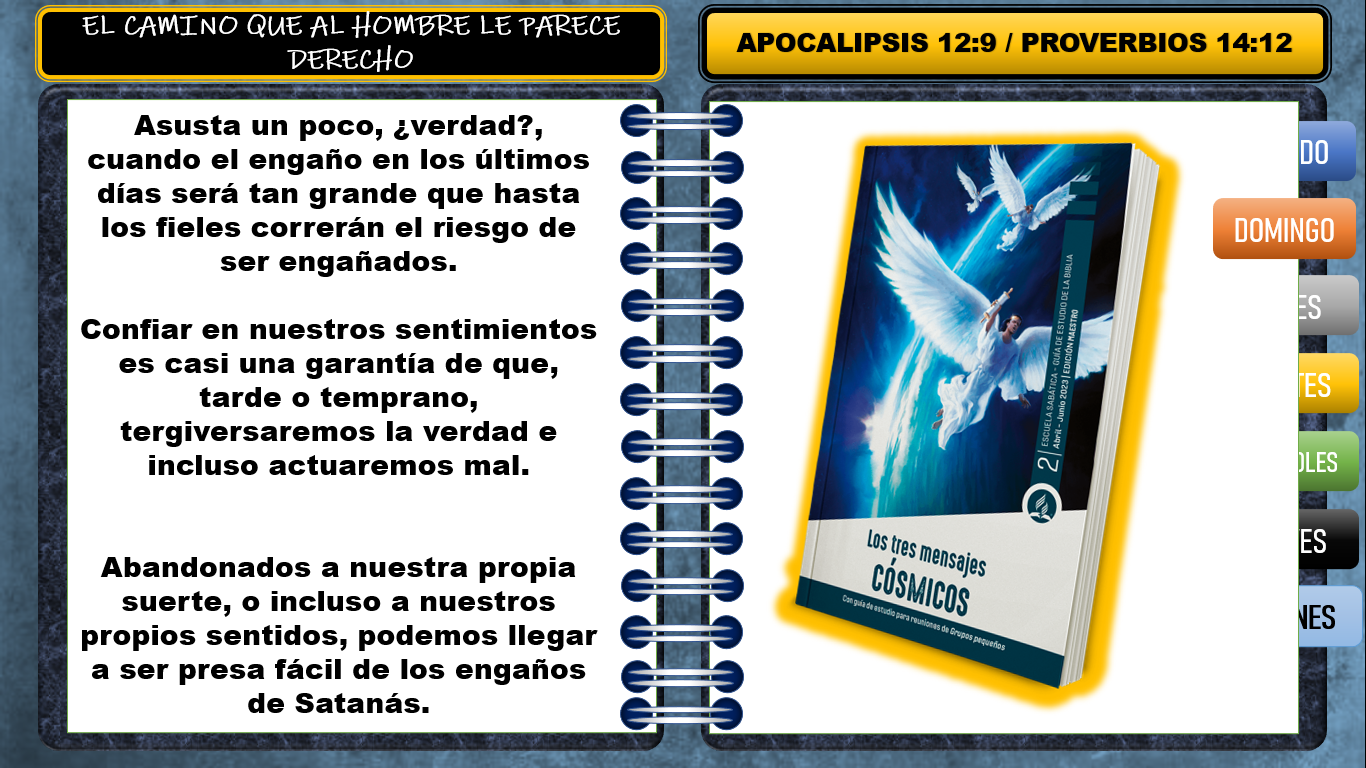 EL CAMINO QUE AL HOMBRE LE PARECE
DERECHO
APOCALIPSIS 12:9 / PROVERBIOS 14:12
Asusta un poco, ¿verdad?,
cuando el engaño en los últimos
días será tan grande que hasta
los fieles correrán el riesgo de
ser engañados.
Confiar en nuestros sentimientos
es casi una garantía de que,
tarde o temprano,
tergiversaremos la verdad e
incluso actuaremos mal.
Abandonados a nuestra propia
suerte, o incluso a nuestros
propios sentidos, podemos llegar
a ser presa fácil de los engaños
de Satanás.
2
ESCUELA SABÁTICA - GUÍA DE ESTUDIO DE LA BIBLIA
Abril - Junio 2023 | EDICIÓN MAESTRO
Los tres mensajes
CÓSMICOS
Con guía de estudio para reuniones de Grupos pequeños
DO
DOMINGO
ES
TES
OLES
ES
NES